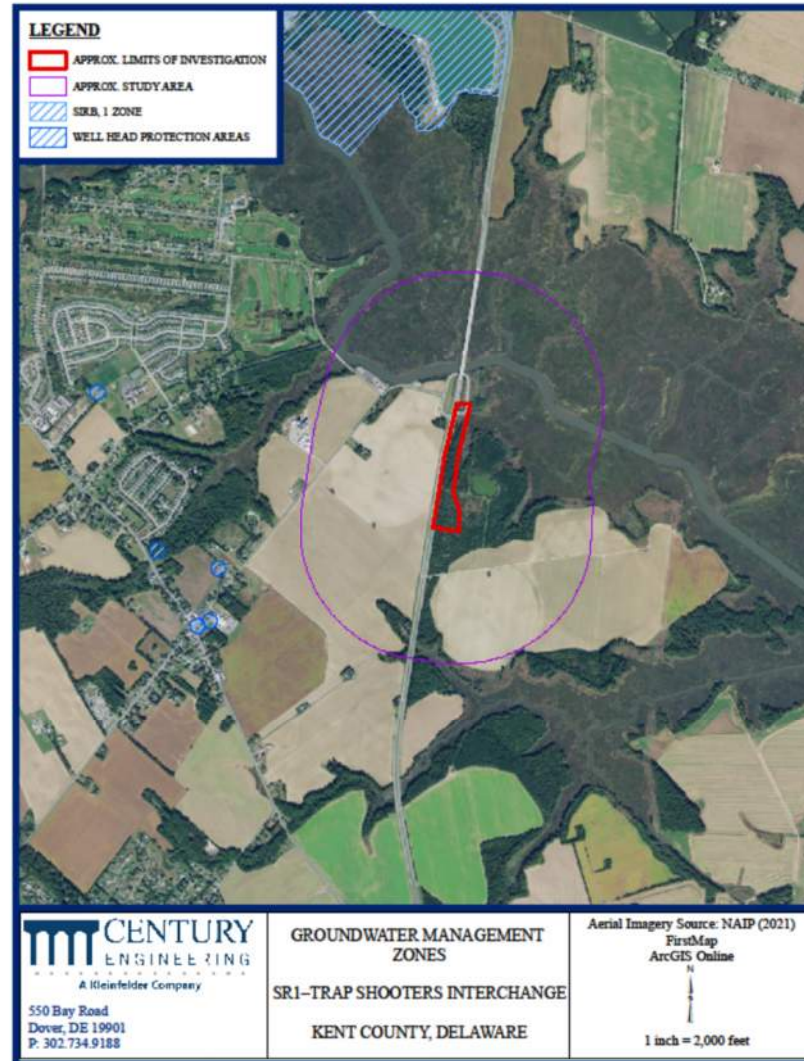 LEGEND
APPROX. LIMITS OF INVESTIGATION
APPROX. STUDY AREA
SIRB, 1 ZONE
WELL HEAD PROTECTION AREAS
CENTURY
ENGINEERING
A Kleinfelder Company
550 Bay Road
Dover, DE 19901
P: 302.734.9188
GROUNDWATER MANAGEMENT
ZONES
SR1–TRAP SHOOTERS INTERCHANGE
KENT COUNTY, DELAWARE
Aerial Imagery Source: NAIP (2021)
FirstMap
ArcGIS Online
N
1 inch = 2,000 feet